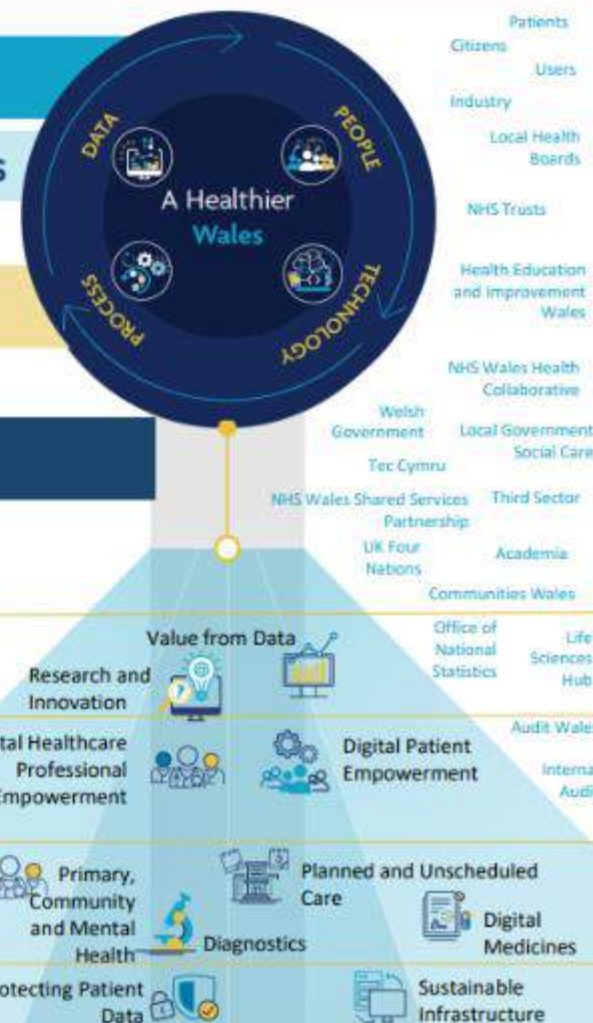 S
DATA
PEOPLE
PROCESS
TECHNOLOGY
A Healthier
Wales
Patients
Citizens
Users
Industry
Local Health
Boards
NHS Trusts
Health Education
and Improvement
Wales
NHS Wales Health
Collaborative
Welsh
Government
Local Government
Social Care
Tec Cymru
NHS Wales Shared Services
Partnership
Third Sector
UK Four
Nations
Academia
Communities Wales
Office of
National
Statistics
Life
Sciences
Hub
Audit Wale
Interna
Audi
Value from Data
Research and
Innovation
tal Healthcare
Professional
Empowerment
Digital Patient
Empowerment
Primary,
Community
and Mental
Health
Diagnostics
Planned and Unscheduled
Care
Digital
Medicines
otecting Patient
Data
Sustainable
Infrastructure